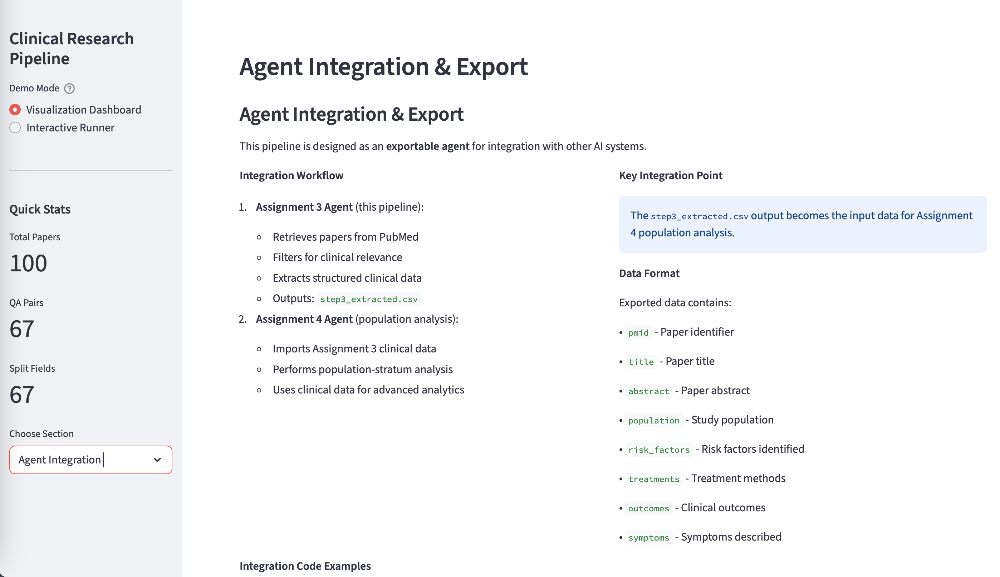 Clinical Research
Pipeline
Demo Mode ?
Visualization Dashboard
Interactive Runner
Quick Stats
Total Papers
100
QA Pairs
67
Split Fields
67
Choose Section
Agent Integration
Agent Integration & Export
Agent Integration & Export
This pipeline is designed as an exportable agent for integration with other AI systems.
Integration Workflow
1. Assignment 3 Agent (this pipeline):
Retrieves papers from PubMed
Filters for clinical relevance
Extracts structured clinical data
Outputs: step3_extracted.csv
2. Assignment 4 Agent (population analysis):
Imports Assignment 3 clinical data
Performs population-stratum analysis
Uses clinical data for advanced analytics
Key Integration Point
The step3_extracted.csv output becomes the input data for Assignment
4 population analysis.
Data Format
Exported data contains:
• pmid - Paper identifier
• title - Paper title
• abstract - Paper abstract
• population - Study population
• risk_factors - Risk factors identified
• treatments - Treatment methods
• outcomes - Clinical outcomes
• symptoms - Symptoms described
Integration Code Examples